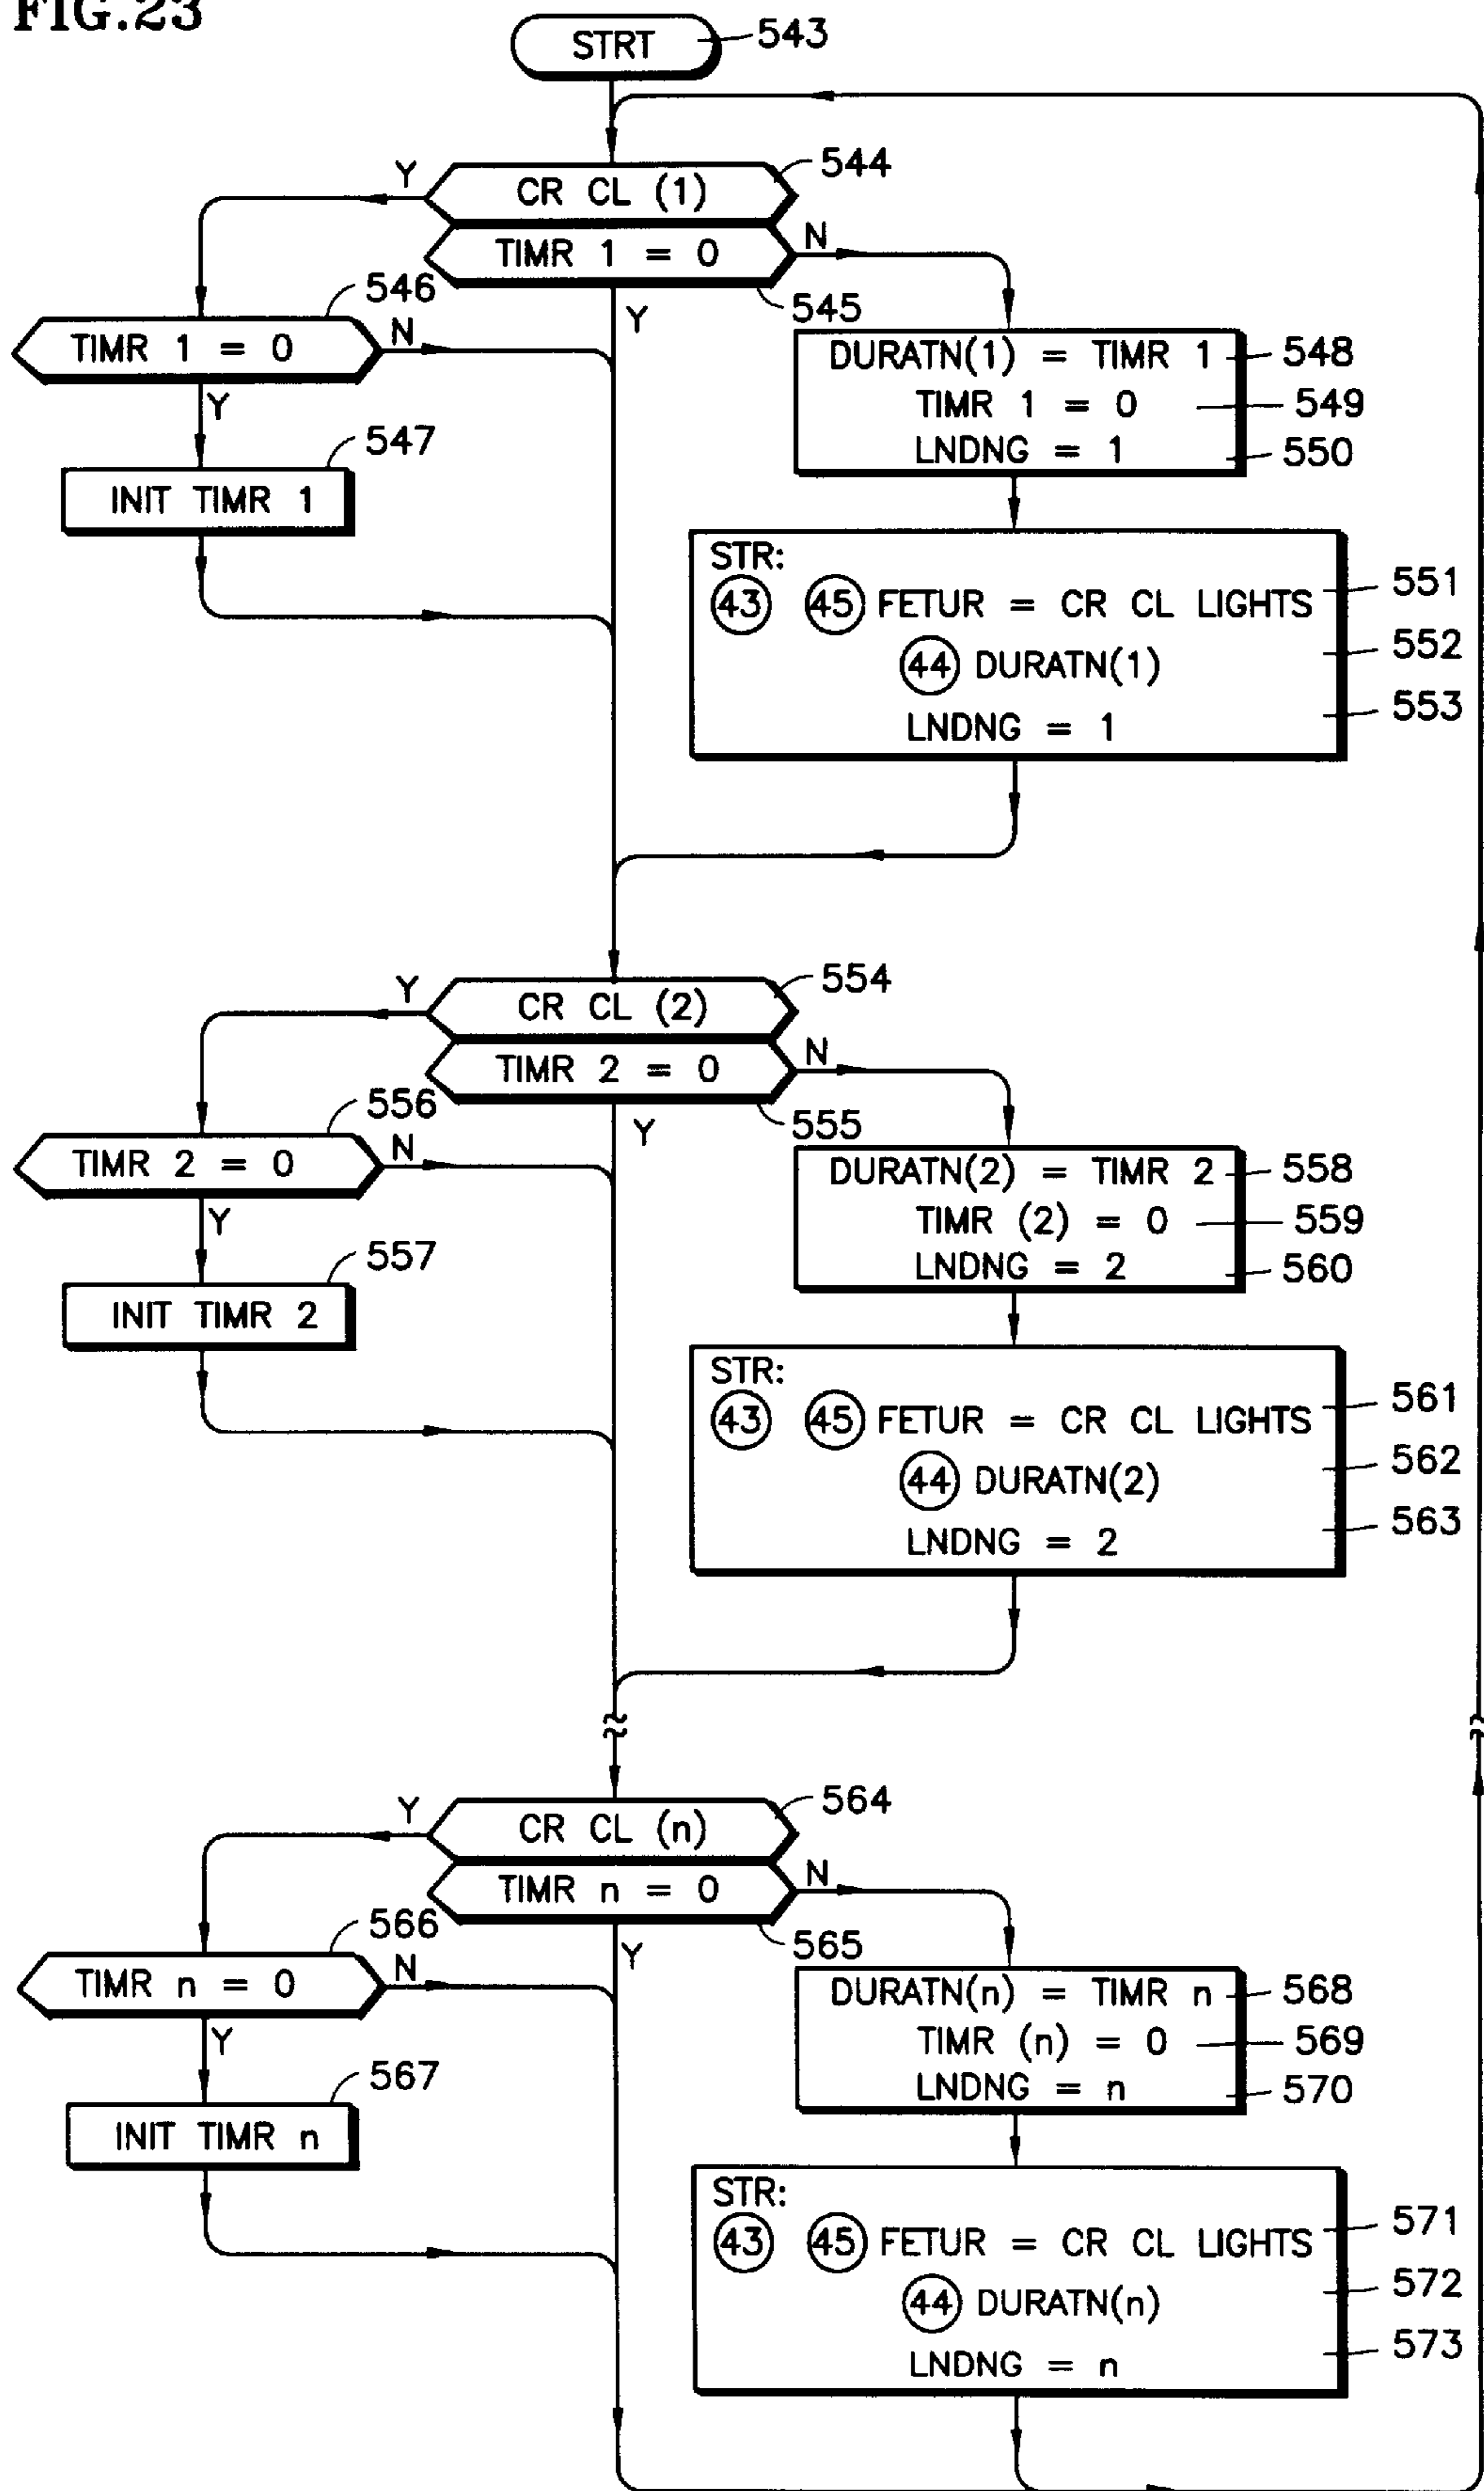 FIG.23
STRT 543
Y CR CL (1) 544
TIMR 1 = 0 N
545
Y
546
TIMR 1 = 0 N
Y
547
INIT TIMR 1
DURATN(1) = TIMR 1 548
TIMR 1 = 0 549
LNDNG = 1 550
STR:
43 45 FETUR = CR CL LIGHTS 551
44 DURATN(1) 552
LNDNG = 1 553
Y CR CL (2) 554
TIMR 2 = 0 N
555
Y
556
TIMR 2 = 0 N
Y
557
INIT TIMR 2
DURATN(2) = TIMR 2 558
TIMR (2) = 0 559
LNDNG = 2 560
STR:
43 45 FETUR = CR CL LIGHTS 561
44 DURATN(2) 562
LNDNG = 2 563
Y CR CL (n) 564
TIMR n = 0 N
565
Y
566
TIMR n = 0 N
Y
567
INIT TIMR n
DURATN(n) = TIMR n 568
TIMR (n) = 0 569
LNDNG = n 570
STR:
43 45 FETUR = CR CL LIGHTS 571
44 DURATN(n) 572
LNDNG = n 573